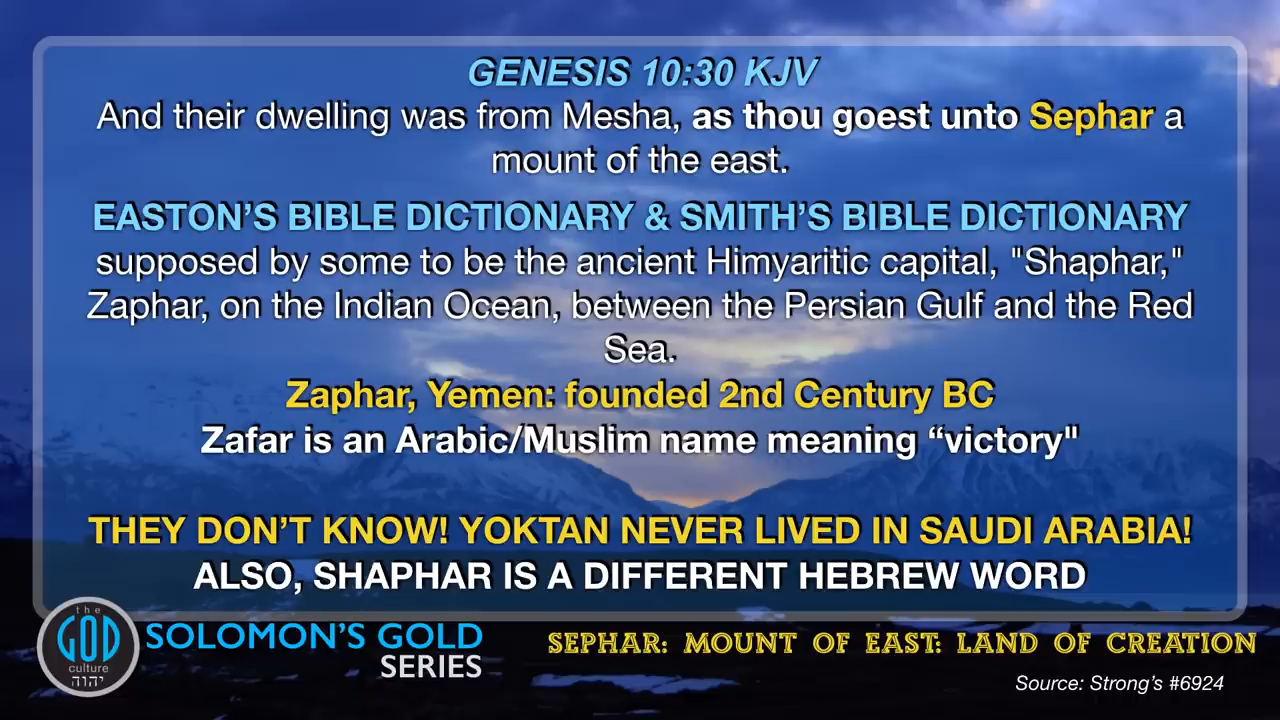 GENESIS 10:30 KJV
And their dwelling was from Mesha, as thou goest unto Sephar a
mount of the east.
EASTON’S BIBLE DICTIONARY & SMITH’S BIBLE DICTIONARY
supposed by some to be the ancient Himyaritic capital, "Shaphar,"
Zaphar, on the Indian Ocean, between the Persian Gulf and the Red
Sea.
Zaphar, Yemen: founded 2nd Century BC
Zafar is an Arabic/Muslim name meaning “victory"
THEY DON’T KNOW! YOKTAN NEVER LIVED IN SAUDI ARABIA!
ALSO, SHAPHAR IS A DIFFERENT HEBREW WORD
the
GOD
culture
יהוה
SOLOMON’S GOLD
SERIES
SEPHAR: MOUNT OF EAST: LAND OF CREATION
Source: Strong’s #6924